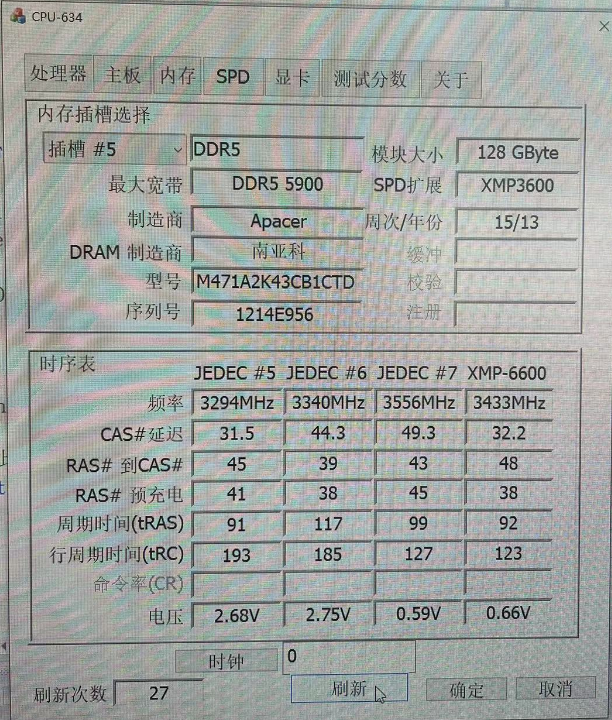 CPU-634
处理器 主板 内存 SPD 显卡 测试分数 关于
内存插槽选择
插槽 #5 DDR5 模块大小 128 GByte
最大宽带 DDR5 5900 SPD扩展 XMP3600
制造商 Apacer 周次/年份 15/13
DRAM 制造商 南亚科 缓冲
型号 M471A2K43CB1CTD 校验
序列号 1214E956 注册
时序表
JEDEC #5 JEDEC #6 JEDEC #7 XMP-6600
频率 3294MHz 3340MHz 3556MHz 3433MHz
CAS#延迟 31.5 44.3 49.3 32.2
RAS# 到CAS# 45 39 43 48
RAS# 预充电 41 38 45 38
周期时间(tRAS) 91 117 99 92
行周期时间(tRC) 193 185 127 123
命令率(CR)
电压 2.68V 2.75V 0.59V 0.66V
时钟 0
刷新次数 27 刷新 确定 取消